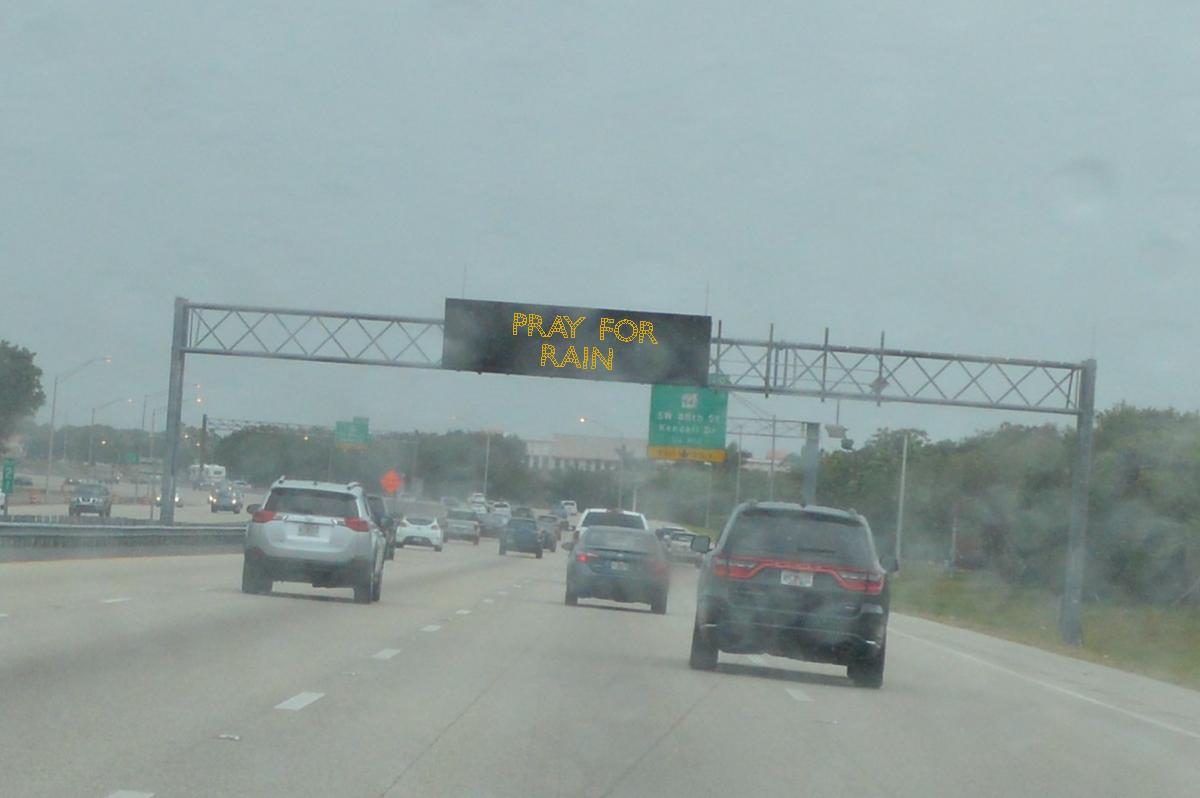 PRAY FOR
RAIN
SW 88th St
Kendall Dr